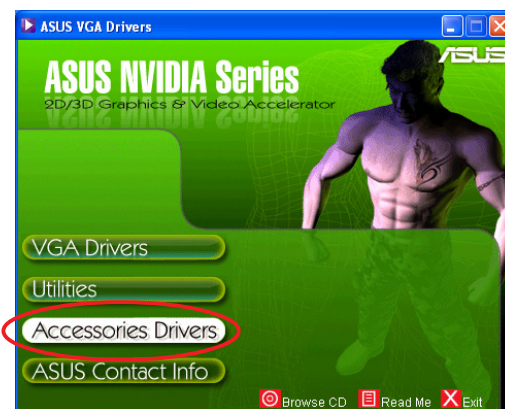 ASUS VGA Drivers
/SUS
ASUS NVIDIA Series
2D/3D Graphics & Video Accelerator
VGA Drivers
Utilities
Accessories Drivers
ASUS Contact Info
Browse CD Read Me Exit